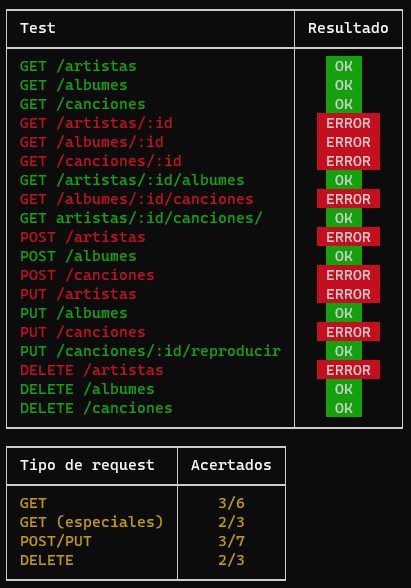 Test Resultado
GET /artistas OK
GET /albumes OK
GET /canciones OK
GET /artistas/:id ERROR
GET /albumes/:id ERROR
GET /canciones/:id ERROR
GET /artistas/:id/albumes OK
GET /albumes/:id/canciones ERROR
GET artistas/:id/canciones/ OK
POST /artistas ERROR
POST /albumes OK
POST /canciones ERROR
PUT /artistas ERROR
PUT /albumes OK
PUT /canciones ERROR
PUT /canciones/:id/reproducir OK
DELETE /artistas ERROR
DELETE /albumes OK
DELETE /canciones OK
Tipo de request Acertados
GET 3/6
GET (especiales) 2/3
POST/PUT 3/7
DELETE 2/3